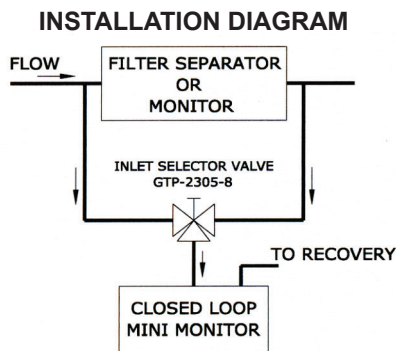 INSTALLATION DIAGRAM
FLOW
FILTER SEPARATOR
OR
MONITOR
INLET SELECTOR VALVE
GTP-2305-8
TO RECOVERY
CLOSED LOOP
MINI MONITOR